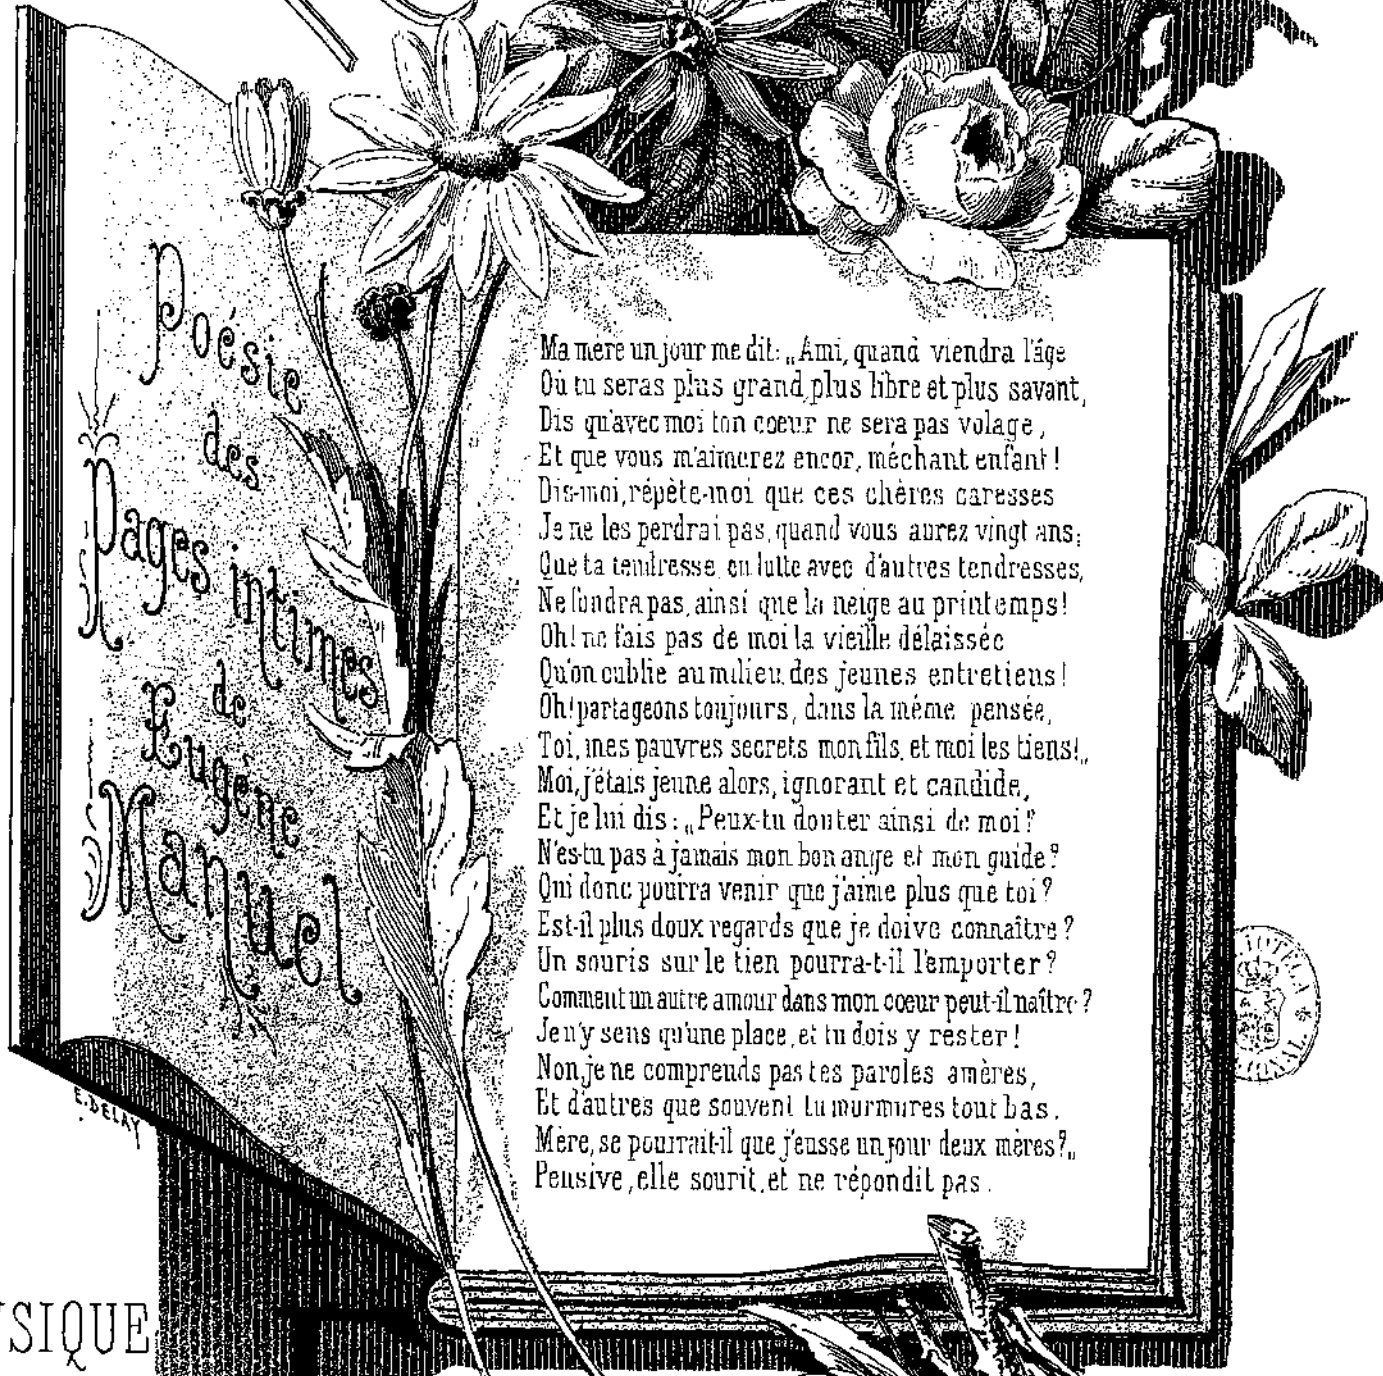 Poésie
des
Pages intimes
de
Eugène
Manuel
Ma mère un jour me dit: „Ami, quand viendra l'âge
Où tu seras plus grand, plus libre et plus savant,
Dis qu'avec moi ton coeur ne sera pas volage,
Et que vous m'aimerez encor, méchant enfant!
Dis-moi, répète-moi que ces chères caresses
Je ne les perdrai pas, quand vous aurez vingt ans;
Que ta tendresse, en lutte avec d'autres tendresses,
Ne fondra pas, ainsi que la neige au printemps!
Oh! ne fais pas de moi la vieille délaissée
Qu'on oublie au milieu des jeunes entretiens!
Oh! partageons toujours, dans la même pensée,
Toi, mes pauvres secrets mon fils, et moi les tiens!„
Moi, j'étais jeune alors, ignorant et candide,
Et je lui dis: „Peux-tu douter ainsi de moi?
N'es-tu pas à jamais mon bon ange et mon guide?
Qui donc pourra venir que j'aime plus que toi?
Est-il plus doux regards que je doive connaître?
Un souris sur le tien pourra-t-il l'emporter?
Comment un autre amour dans mon cœur peut-il naître?
Je n'y sens qu'une place, et tu dois y rester!
Non, je ne comprends pas tes paroles amères,
Et d'autres que souvent tu murmures tout bas.
Mère, se pourrait-il que j'eusse un jour deux mères?„
Pensive, elle sourit, et ne répondit pas.
E. DELAY
SIQUE